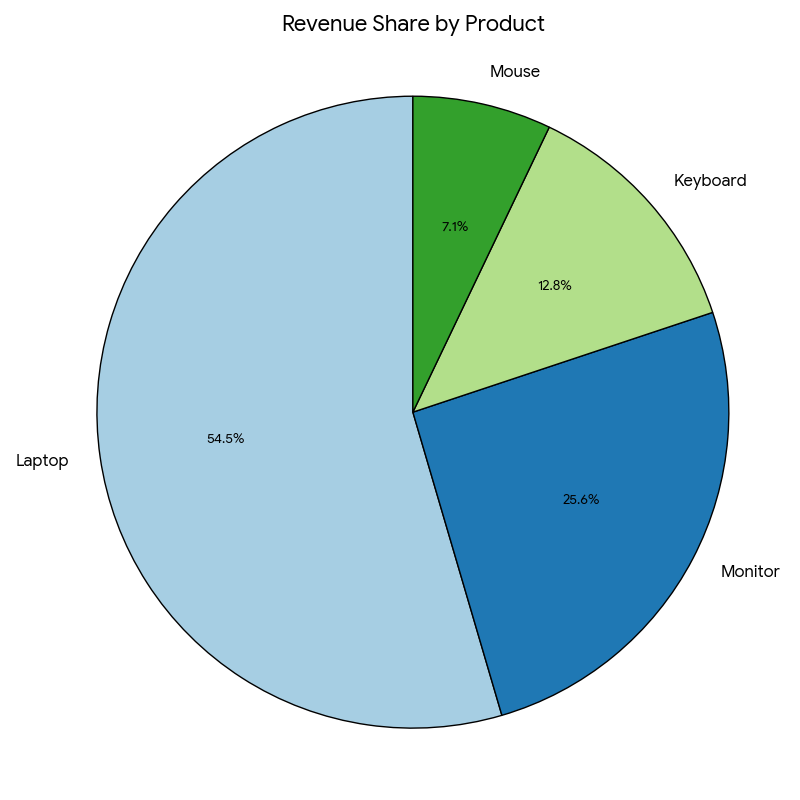 Revenue Share by Product
Mouse
Keyboard
7.1%
12.8%
54.5%
Laptop
25.6%
Monitor